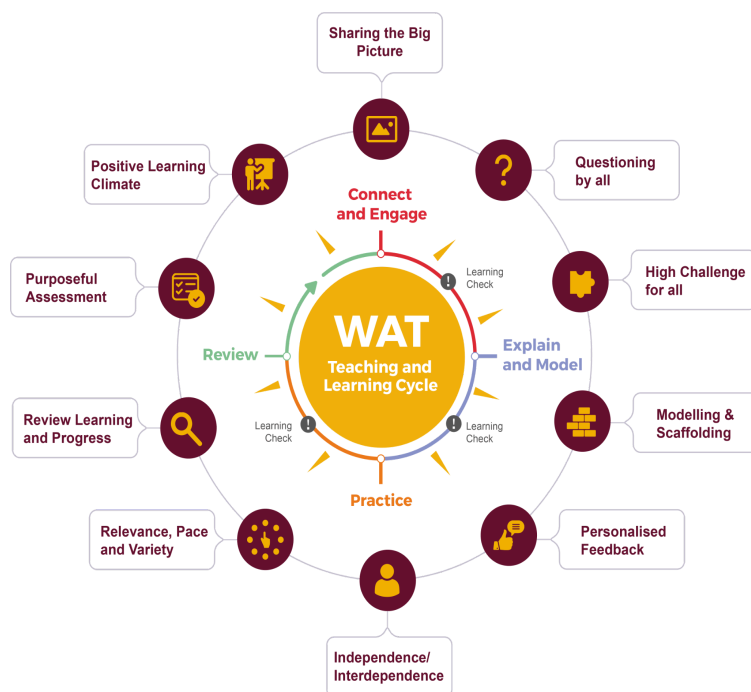 Sharing the Big
Picture
Positive Learning
Climate
Questioning
by all
Connect
and Engage
Learning
Check
Purposeful
Assessment
High Challenge
for all
WAT
Teaching and
Learning Cycle
Review
Explain
and Model
Review Learning
and Progress
Learning
Check
Learning
Check
Modelling &
Scaffolding
Practice
Relevance, Pace
and Variety
Personalised
Feedback
Independence/
Interdependence